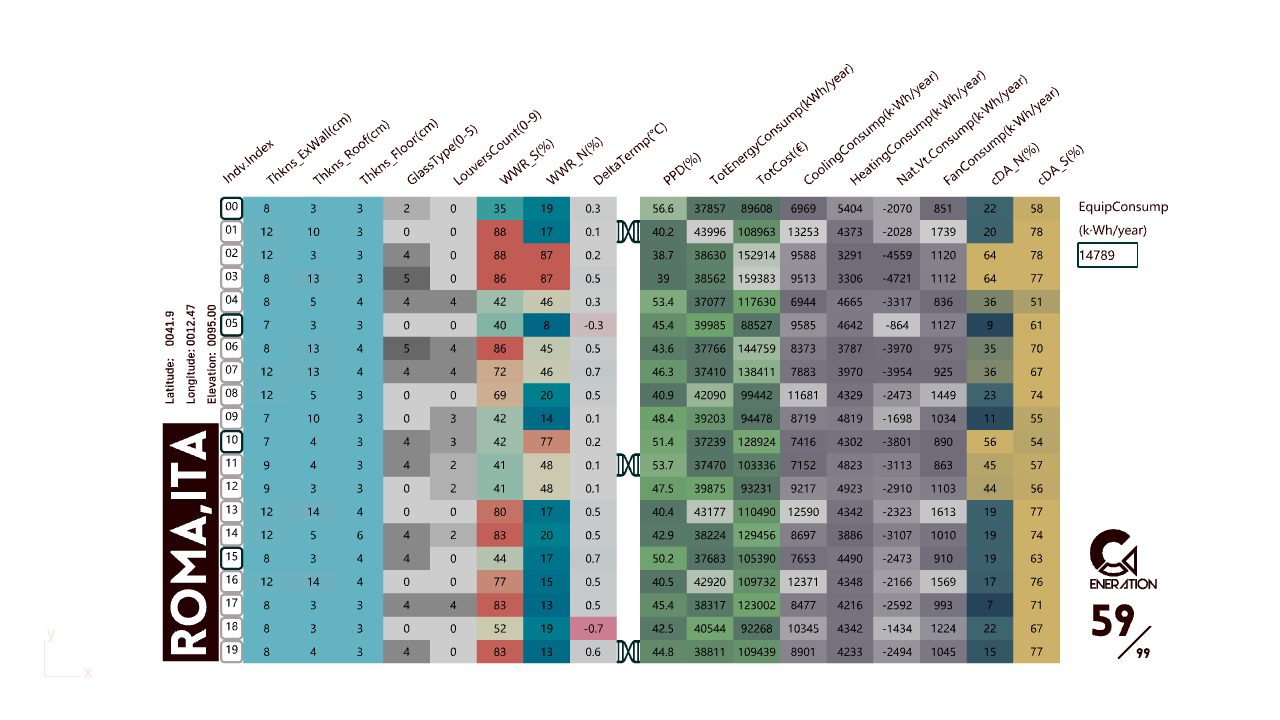 Indv.Index Thkns_ExWall(cm) Thkns_Roof(cm) Thkns_Floor(cm) GlassType(0-5) LouversCount(0-9) WWR_S(%) WWR_N(%) DeltaTermp(°C) PPD(%) TotEnergyConsump(kWh/year) TotCost(€) CoolingConsump(k·Wh/year) HeatingConsump(k·Wh/year) Nat.Vt.Consump(k·Wh/year) FanConsump(k·Wh/year) cDA_N(%) cDA_S(%)
00 8 3 3 2 0 35 19 0.3 56.6 37857 89608 6969 5404 -2070 851 22 58
01 12 10 3 0 0 88 17 0.1 40.2 43996 108963 13253 4373 -2028 1739 20 78
02 12 3 3 4 0 88 87 0.2 38.7 38630 152914 9588 3291 -4559 1120 64 78
03 8 13 3 5 0 86 87 0.5 39 38562 159383 9513 3306 -4721 1112 64 77
04 8 5 4 4 4 42 46 0.3 53.4 37077 117630 6944 4665 -3317 836 36 51
05 7 3 3 0 0 40 8 -0.3 45.4 39985 88527 9585 4642 -864 1127 9 61
06 8 13 4 5 4 86 45 0.5 43.6 37766 144759 8373 3787 -3970 975 35 70
07 12 13 4 4 4 72 46 0.7 46.3 37410 138411 7883 3970 -3954 925 36 67
08 12 5 3 0 0 69 20 0.5 40.9 42090 99442 11681 4329 -2473 1449 23 74
09 7 10 3 0 3 42 14 0.1 48.4 39203 94478 8719 4819 -1698 1034 11 55
10 7 4 3 4 3 42 77 0.2 51.4 37239 128924 7416 4302 -3801 890 56 54
11 9 4 3 4 2 41 48 0.1 53.7 37470 103336 7152 4823 -3113 863 45 57
12 9 3 3 0 2 41 48 0.1 47.5 39875 93231 9217 4923 -2910 1103 44 56
13 12 14 4 0 0 80 17 0.5 40.4 43177 110490 12590 4342 -2323 1613 19 77
14 12 5 6 4 2 83 20 0.5 42.9 38224 129456 8697 3886 -3107 1010 19 74
15 8 3 4 4 0 44 17 0.7 50.2 37683 105390 7653 4490 -2473 910 19 63
16 12 14 4 0 0 77 15 0.5 40.5 42920 109732 12371 4348 -2166 1569 17 76
17 8 3 3 4 4 83 13 0.5 45.4 38317 123002 8477 4216 -2592 993 7 71
18 8 3 3 0 0 52 19 -0.7 42.5 40544 92268 10345 4342 -1434 1224 22 67
19 8 4 3 4 0 83 13 0.6 44.8 38811 109439 8901 4233 -2494 1045 15 77
EquipConsump
(k·Wh/year)
14789
Latitude: 0041.9
Longitude: 0012.47
Elevation: 0095.00
ROMA,ITA
ENERATION
59/99
y
x